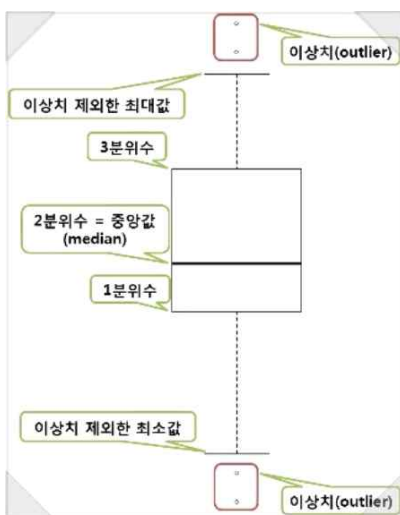 이상치(outlier)
이상치 제외한 최대값
3분위수
2분위수 = 중앙값
(median)
1분위수
이상치 제외한 최소값
이상치(outlier)